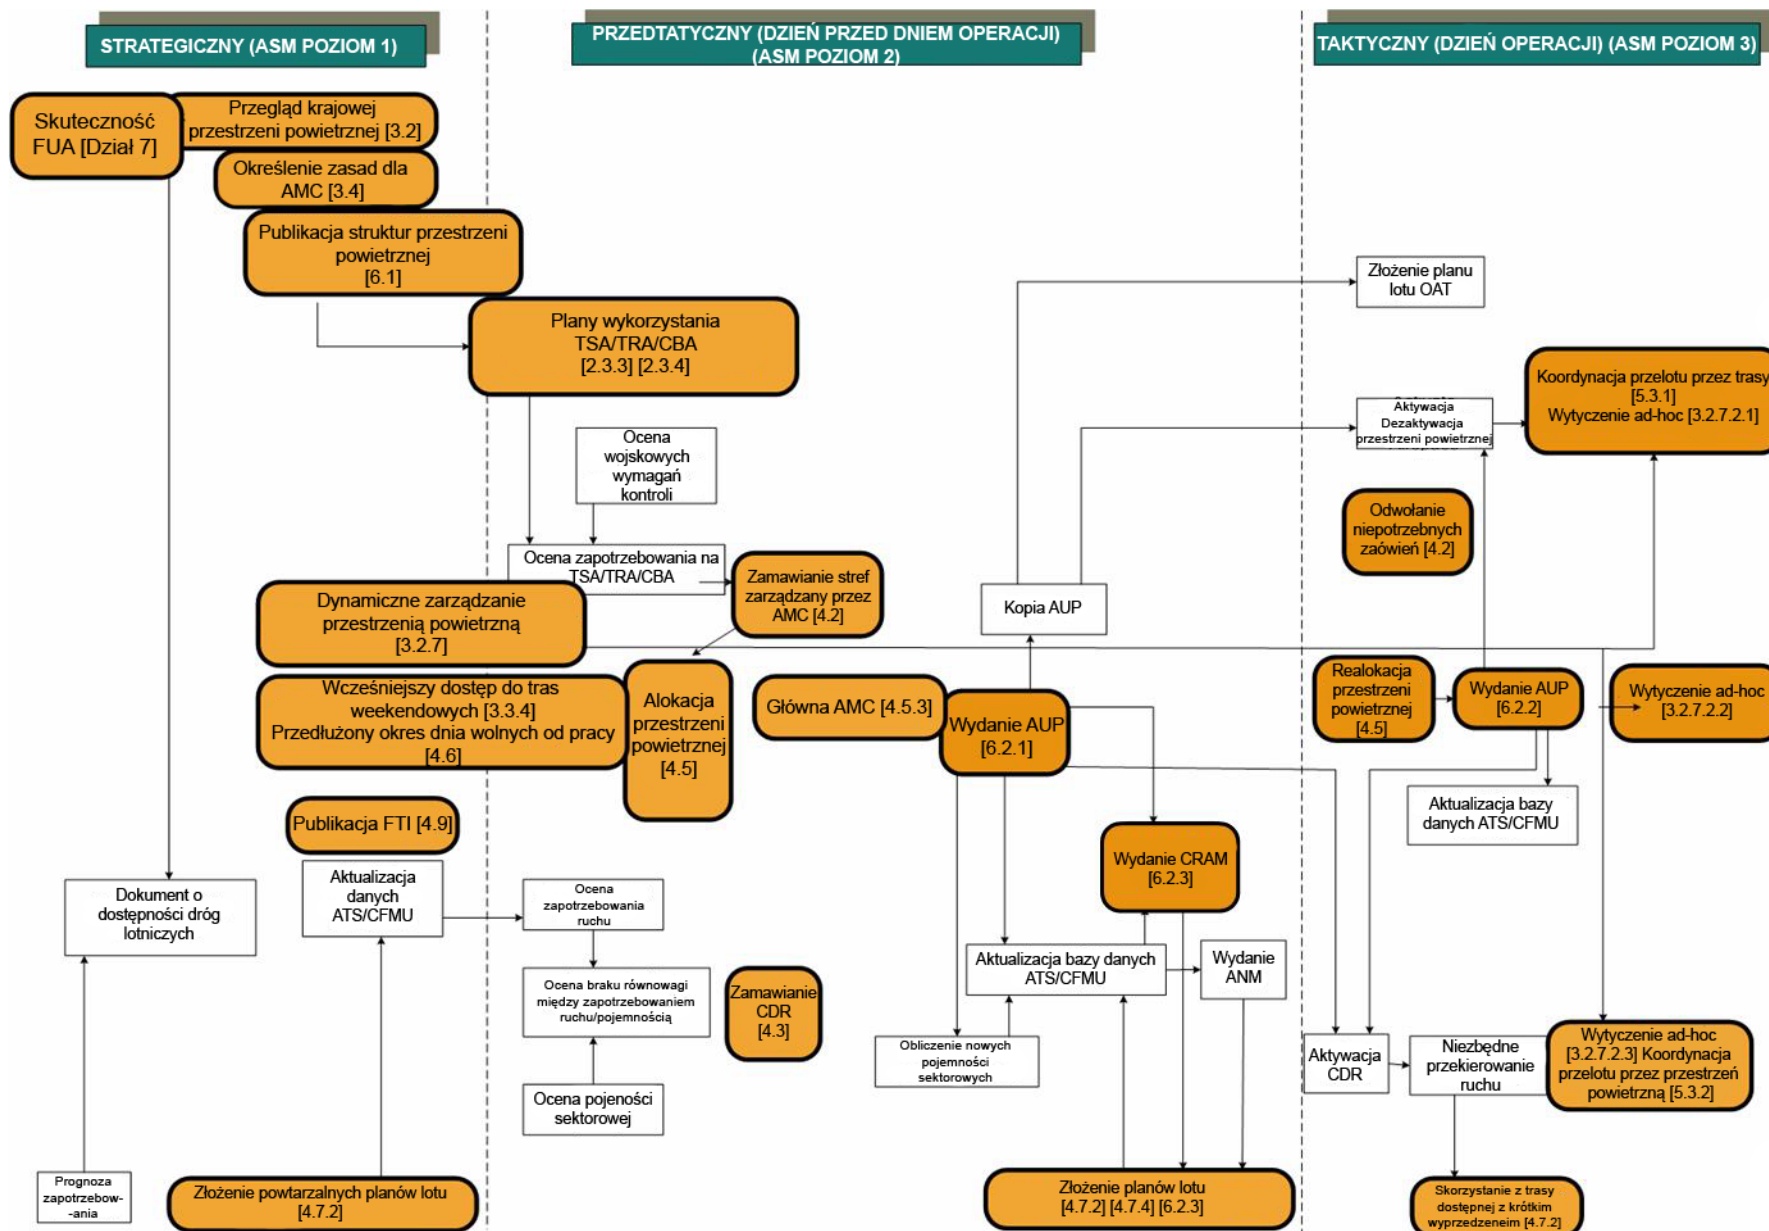 STRATEGICZNY (ASM POZIOM 1)
PRZEDTATYCZNY (DZIEŃ PRZED DNIEM OPERACJI)
(ASM POZIOM 2)
TAKTYCZNY (DZIEŃ OPERACJI) (ASM POZIOM 3)
Skuteczność
FUA [Dział 7]
Przegląd krajowej
przestrzeni powietrznej [3.2]
Określenie zasad dla
AMC [3.4]
Publikacja struktur przestrzeni
powietrznej
[6.1]
Plany wykorzystania
TSA/TRA/CBA
[2.3.3] [2.3.4]
Ocena
wojskowych
wymagań
kontroli
Ocena zapotrzebowania na
TSA/TRA/CBA
Zamawianie stref
zarządzany przez
AMC [4.2]
Dynamiczne zarządzanie
przestrzenią powietrzną
[3.2.7]
Wcześniejszy dostęp do tras
weekendowych [3.3.4]
Przedłużony okres dnia wolnych od pracy
[4.6]
Alokacja
przestrzeni
powietrznej
[4.5]
Publikacja FTI [4.9]
Dokument o
dostępności dróg
lotniczych
Aktualizacja
danych
ATS/CFMU
Ocena
zapotrzebowania
ruchu
Ocena braku równowagi
między zapotrzebowaniem
ruchu/pojemnością
Ocena pojeności
sektorowej
Zamawianie
CDR
[4.3]
Prognoza
zapotrzebow-
-ania
Złożenie powtarzalnych planów lotu
[4.7.2]
Kopia AUP
Główna AMC [4.5.3]
Wydanie AUP
[6.2.1]
Wydanie CRAM
[6.2.3]
Aktualizacja bazy danych
ATS/CFMU
Wydanie
ANM
Obliczenie nowych
pojemności
sektorowych
Złożenie planów lotu
[4.7.2] [4.7.4] [6.2.3]
Złożenie planu
lotu OAT
Aktywacja
Dezaktywacja
przestrzeni powietrznej
Koordynacja przelotu przez trasy
[5.3.1]
Wytyczenie ad-hoc [3.2.7.2.1]
Odwołanie
niepotrzebnych
zaówień [4.2]
Realokacja
przestrzeni
powietrznej
[4.5]
Wydanie AUP
[6.2.2]
Wytyczenie ad-hoc
[3.2.7.2.2]
Aktualizacja bazy
danych ATS/CFMU
Aktywacja
CDR
Niezbędne
przekierowanie
ruchu
Wytyczenie ad-hoc
[3.2.7.2.3] Koordynacja
przelotu przez przestrzeń
powietrzną [5.3.2]
Skorzystanie z trasy
dostępnej z krótkim
wyprzedzeneim [4.7.2]